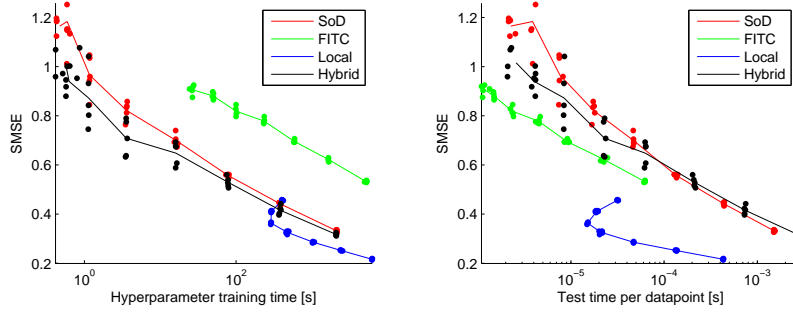 1.2
1
0.8
0.6
0.4
0.2
SMSE
10^0
10^2
Hyperparameter training time [s]
SoD
FITC
Local
Hybrid
1.2
1
0.8
0.6
0.4
0.2
SMSE
10^-5
10^-4
10^-3
Test time per datapoint [s]
SoD
FITC
Local
Hybrid